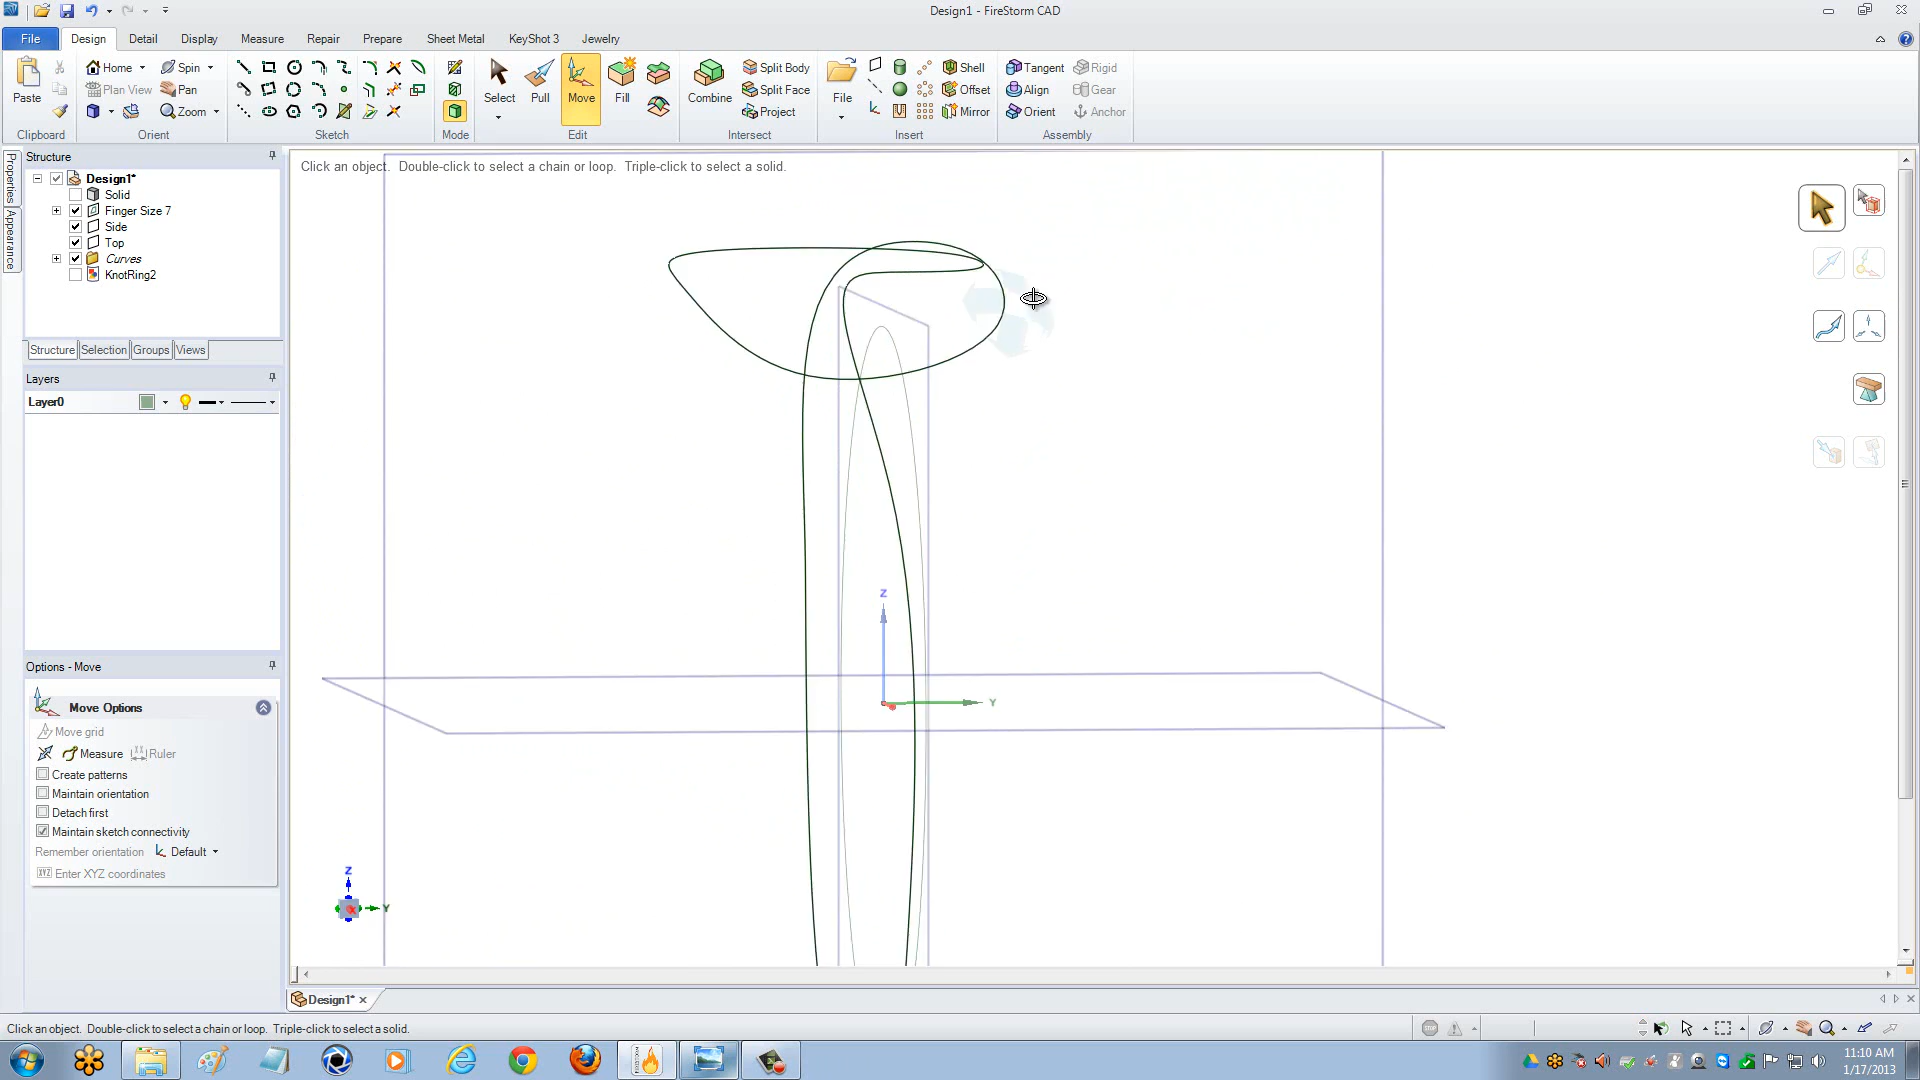 Design1 - FireStorm CAD
File Design Detail Display Measure Repair Prepare Sheet Metal KeyShot 3 Jewelry
Paste
Clipboard
Home Spin
Plan View Pan
Zoom
Orient
Sketch
Mode
Select Pull Move Fill
Edit
Combine
Split Body
Split Face
Project
Intersect
File
Shell
Offset
Mirror
Insert
Tangent Rigid
Align Gear
Orient Anchor
Assembly
Properties
Appearance
Structure
Design1*
Solid
Finger Size 7
Side
Top
Curves
KnotRing2
Structure Selection Groups Views
Layers
Layer0
Options - Move
Move Options
Move grid
Measure Ruler
Create patterns
Maintain orientation
Detach first
Maintain sketch connectivity
Remember orientation Default
XYZ Enter XYZ coordinates
Click an object. Double-click to select a chain or loop. Triple-click to select a solid.
Z
Y
Z
X
Y
Design1*
Click an object. Double-click to select a chain or loop. Triple-click to select a solid.
STOP
11:10 AM
1/17/2013